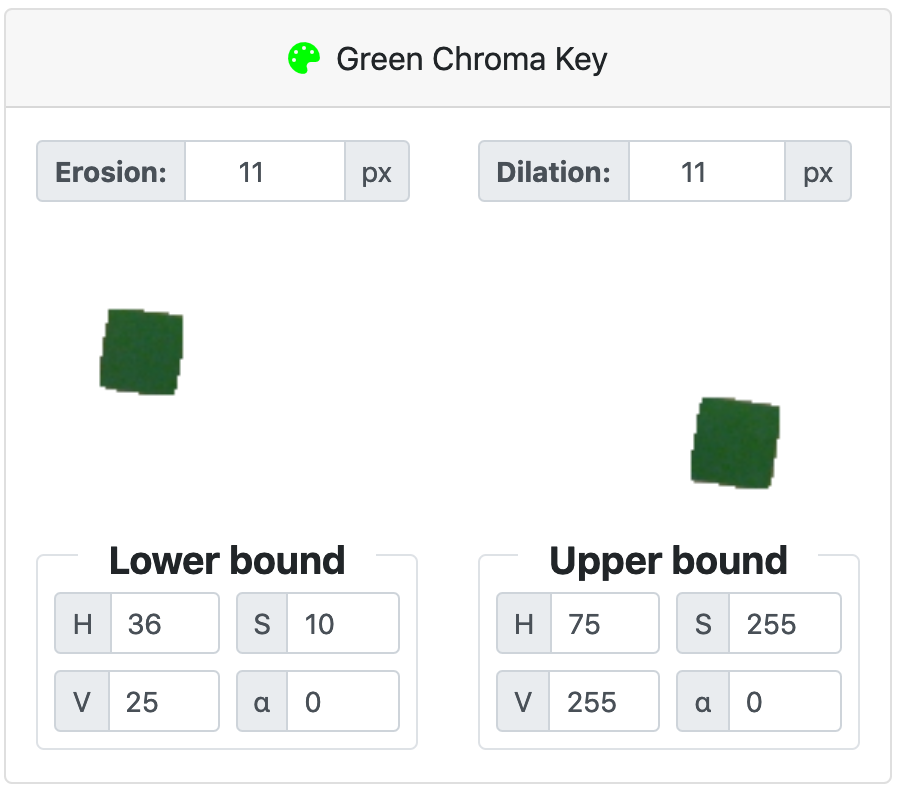 Green Chroma Key
Erosion: 11 px Dilation: 11 px
Lower bound Upper bound
H 36 S 10 H 75 S 255
V 25 α 0 V 255 α 0